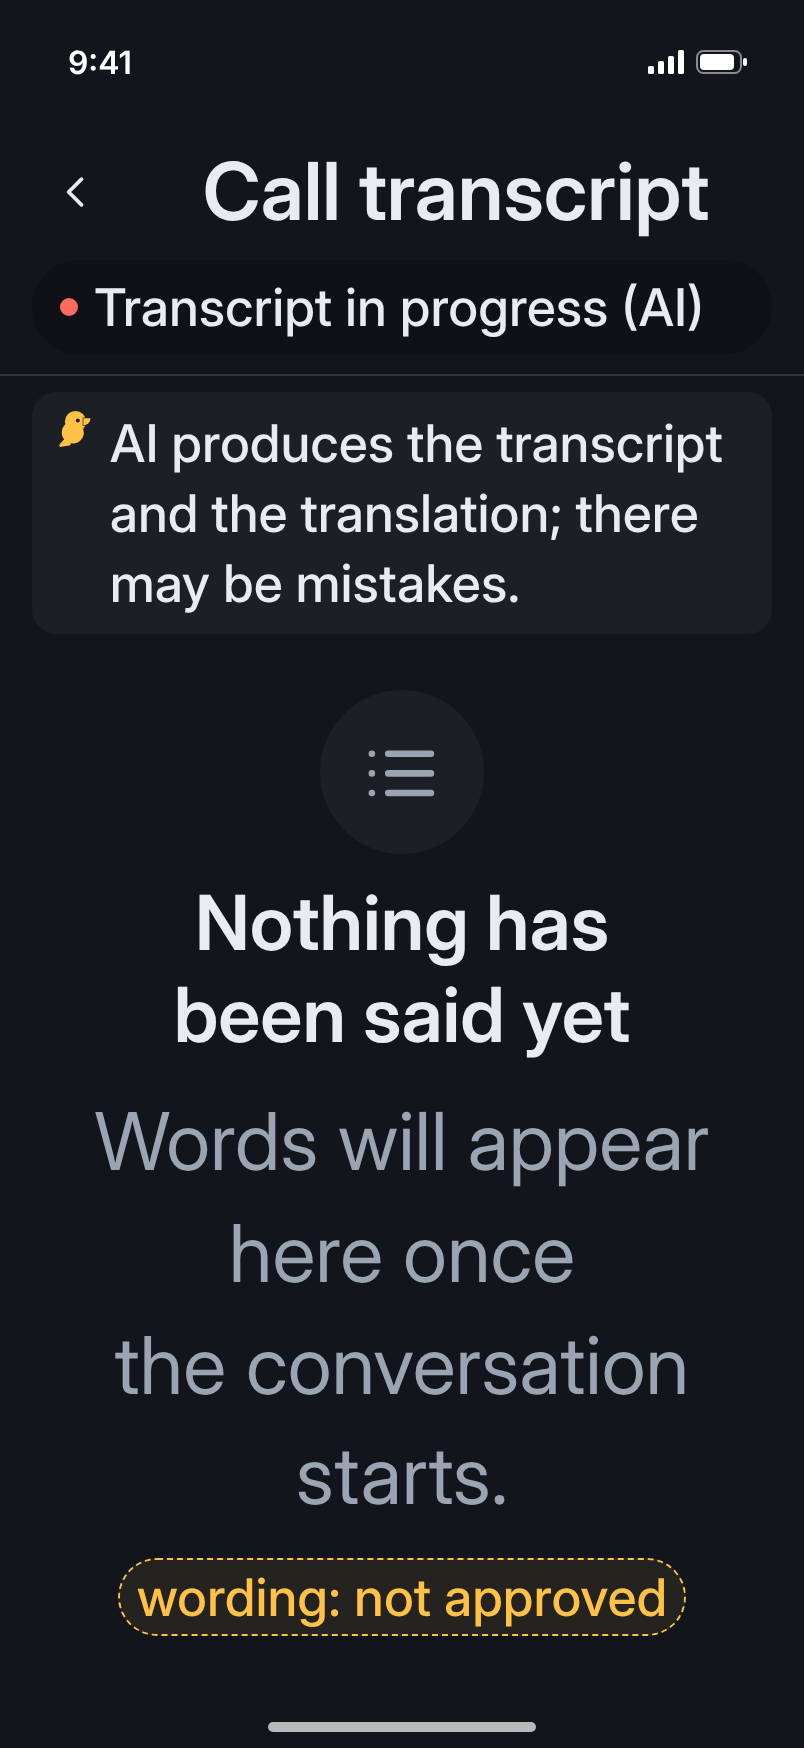 9:41
Call transcript
Transcript in progress (AI)
AI produces the transcript
and the translation; there
may be mistakes.
Nothing has
been said yet
Words will appear
here once
the conversation
starts.
wording: not approved